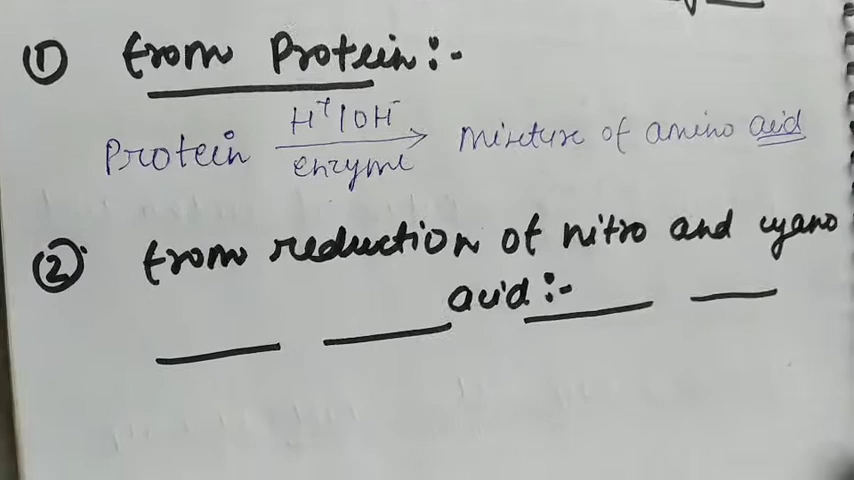 ① from Protein:-
Protein H⁺/OH⁻ enzyme → mixture of amino acid
② from reduction of nitro and cyano
acid:-